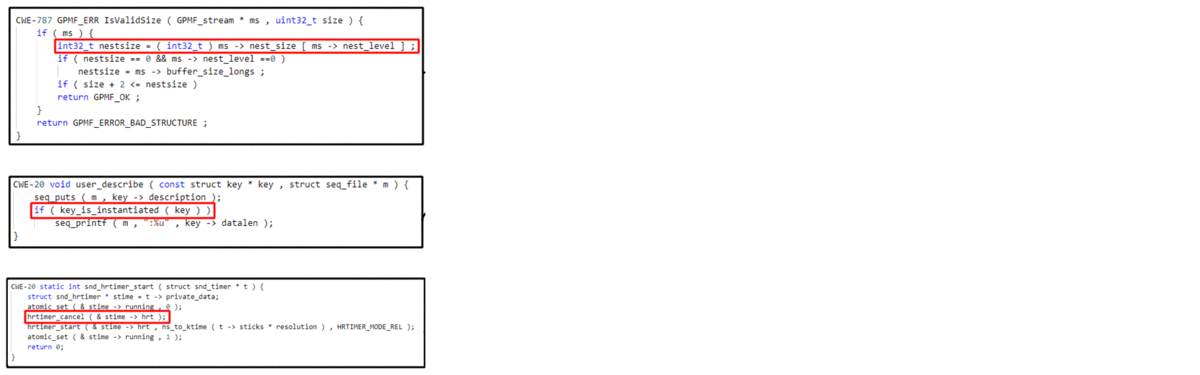 CWE-787 GPMF_ERR IsValidSize ( GPMF_stream * ms , uint32_t size ) {
if ( ms ) {
int32_t nestsize = ( int32_t ) ms -> nest_size [ ms -> nest_level ] ;
if ( nestsize == 0 && ms -> nest_level ==0 )
nestsize = ms -> buffer_size_longs ;
if ( size + 2 <= nestsize )
return GPMF_OK ;
}
return GPMF_ERROR_BAD_STRUCTURE ;
}
CWE-20 void user_describe ( const struct key * key , struct seq_file * m ) {
seq_puts ( m , key -> description );
if ( key_is_instantiated ( key ) )
seq_printf ( m , ":%u" , key -> datalen );
}
CWE-20 static int snd_hrtimer_start ( struct snd_timer * t ) {
struct snd_hrtimer * stime = t -> private_data;
atomic_set ( & stime -> running , 0 );
hrtimer_cancel ( & stime -> hrt );
hrtimer_start ( & stime -> hrt , ns_to_ktime ( t -> sticks * resolution ) , HRTIMER_MODE_REL );
atomic_set ( & stime -> running , 1 );
return 0;
}